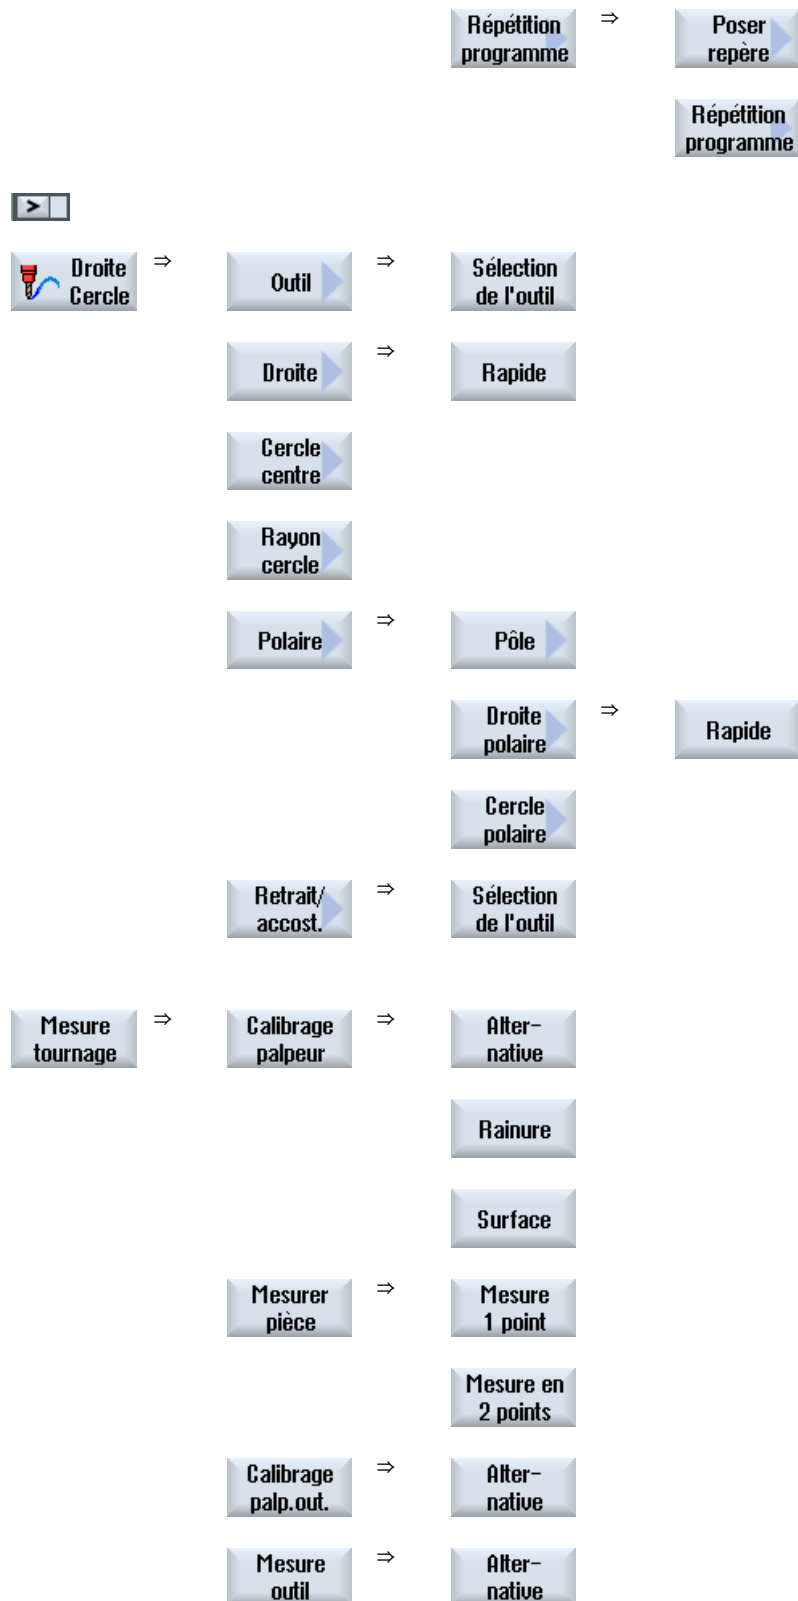 Répétition
programme
⇒
Poser
repère
Répétition
programme
>
Droite
Cercle
⇒
Outil
⇒
Sélection
de l'outil
Droite
⇒
Rapide
Cercle
centre
Rayon
cercle
Polaire
⇒
Pôle
Droite
polaire
⇒
Rapide
Cercle
polaire
Retrait/
accost.
⇒
Sélection
de l'outil
Mesure
tournage
⇒
Calibrage
palpeur
⇒
Alter-
native
Rainure
Surface
Mesurer
pièce
⇒
Mesure
1 point
Mesure en
2 points
Calibrage
palp.out.
⇒
Alter-
native
Mesure
outil
⇒
Alter-
native